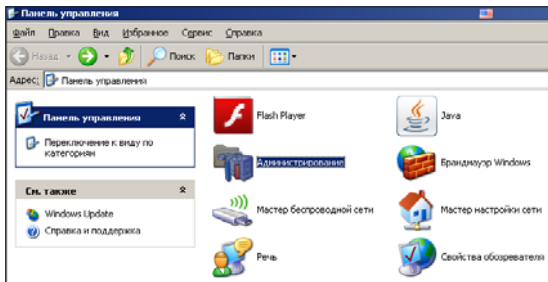 Панель управления
Файл Правка Вид Избранное Сервис Справка
Назад Поиск Папки
Адрес: Панель управления
Панель управления
Переключение к виду по
категориям
См. также
Windows Update
Справка и поддержка
Flash Player
Java
Администрирование
Брандмауэр Windows
Мастер беспроводной сети
Мастер настройки сети
Речь
Свойства обозревателя